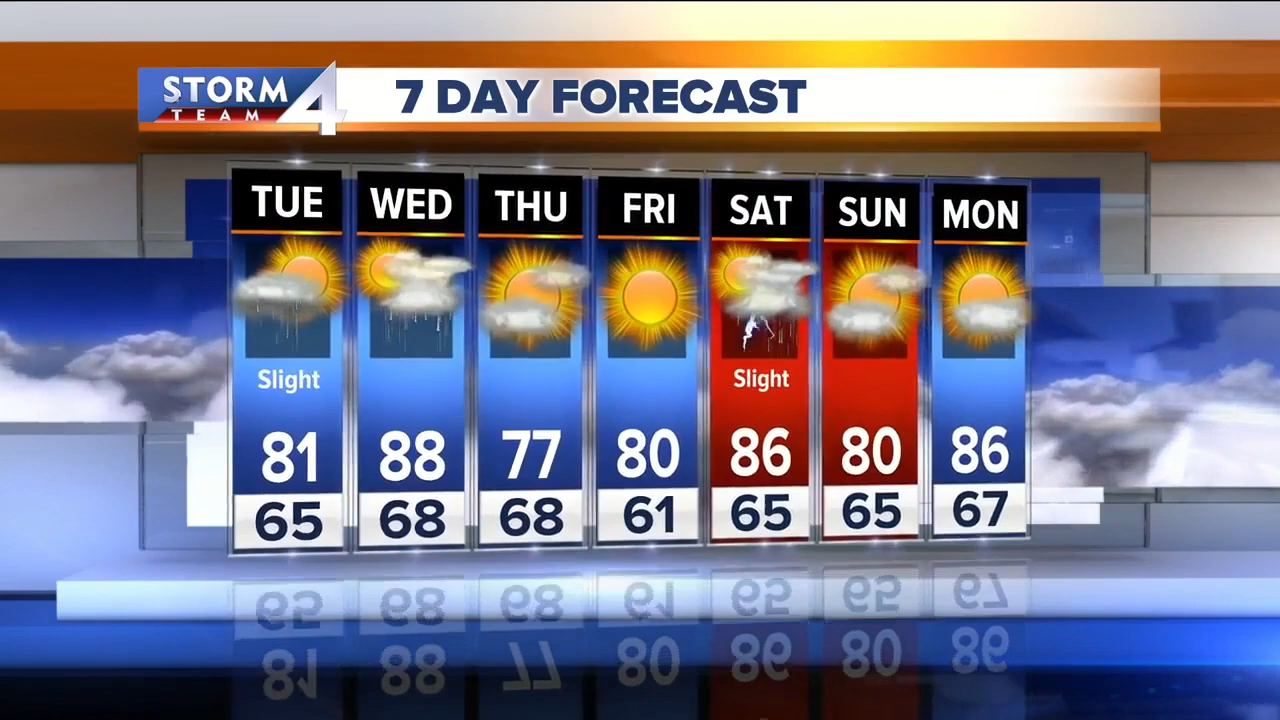 STORM
TEAM 4
7 DAY FORECAST
TUE WED THU FRI SAT SUN MON
Slight Slight
81 88 77 80 86 80 86
65 68 68 61 65 65 67